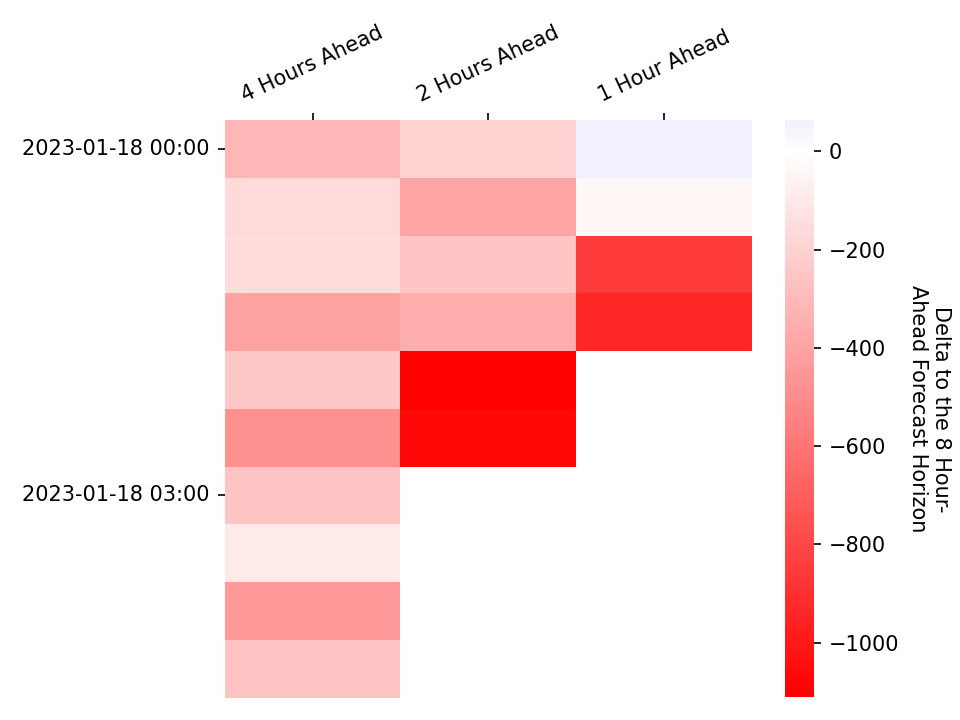 4 Hours Ahead
2 Hours Ahead
1 Hour Ahead
2023-01-18 00:00
2023-01-18 03:00
0
−200
−400
−600
−800
−1000
Delta to the 8 Hour-
Ahead Forecast Horizon